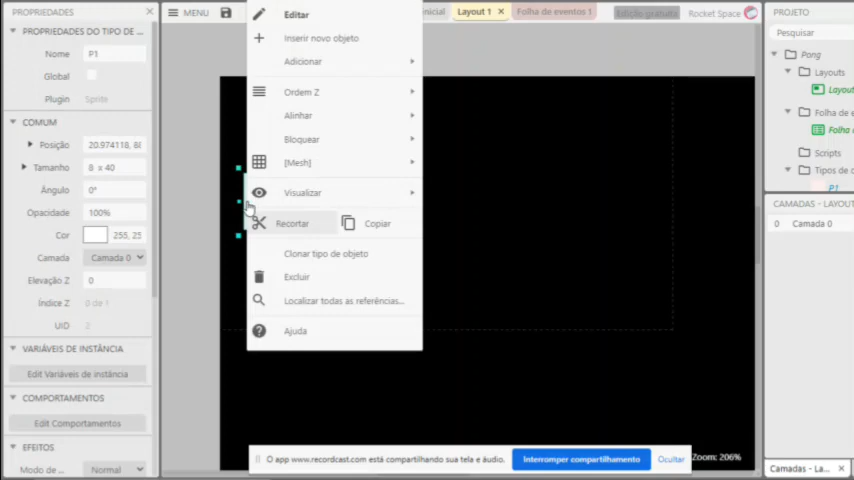 PROPRIEDADES
PROPRIEDADES DO TIPO DE ...
Nome P1
Global
Plugin Sprite
COMUM
Posição 20.974118, 8
Tamanho 8 x 40
Ângulo 0°
Opacidade 100%
Cor 255, 25
Camada Camada 0
Elevação Z 0
Índice Z 0 de 1
UID 2
VARIÁVEIS DE INSTÂNCIA
Edit Variáveis de instância
COMPORTAMENTOS
Edit Comportamentos
EFEITOS
Modo de ... Normal
MENU
inicial
Layout 1
Folha de eventos 1
Edição gratuita
Rocket Space
Editar
Inserir novo objeto
Adicionar
Ordem Z
Alinhar
Bloquear
[Mesh]
Visualizar
Recortar Copiar
Clonar tipo de objeto
Excluir
Localizar todas as referências...
Ajuda
O app www.recordcast.com está compartilhando sua tela e áudio.
Interromper compartilhamento
Ocultar
Zoom: 206%
PROJETO
Pesquisar
Pong
Layouts
Layout
Folha de e
Folha
Scripts
Tipos de o
P1
CAMADAS - LAYOUT
0 Camada 0
Camadas - La...